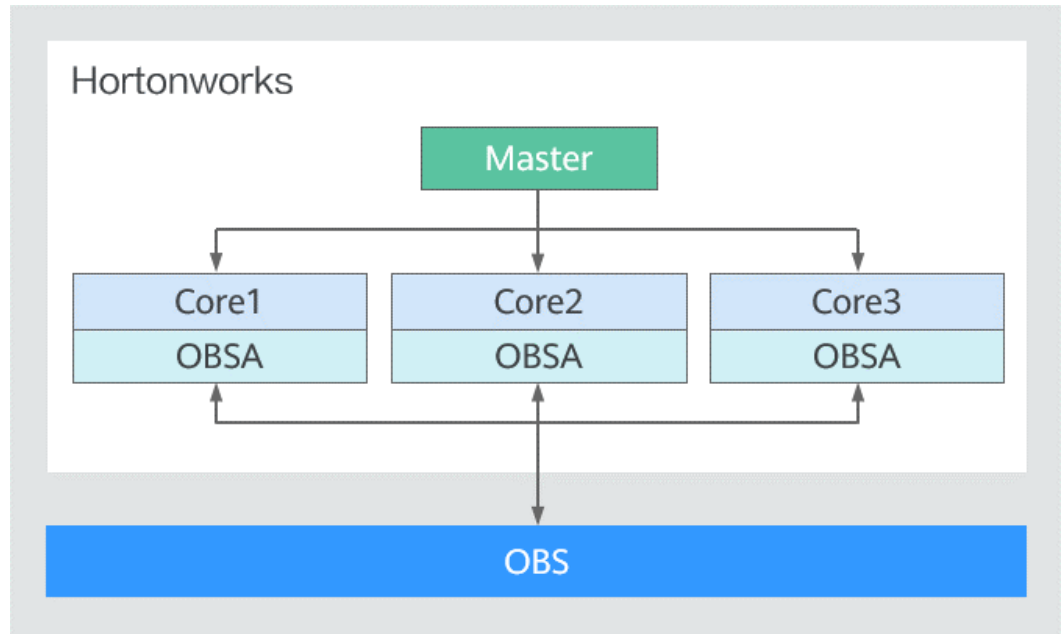 Hortonworks
Master
Core1
Core2
Core3
OBSA
OBSA
OBSA
OBS